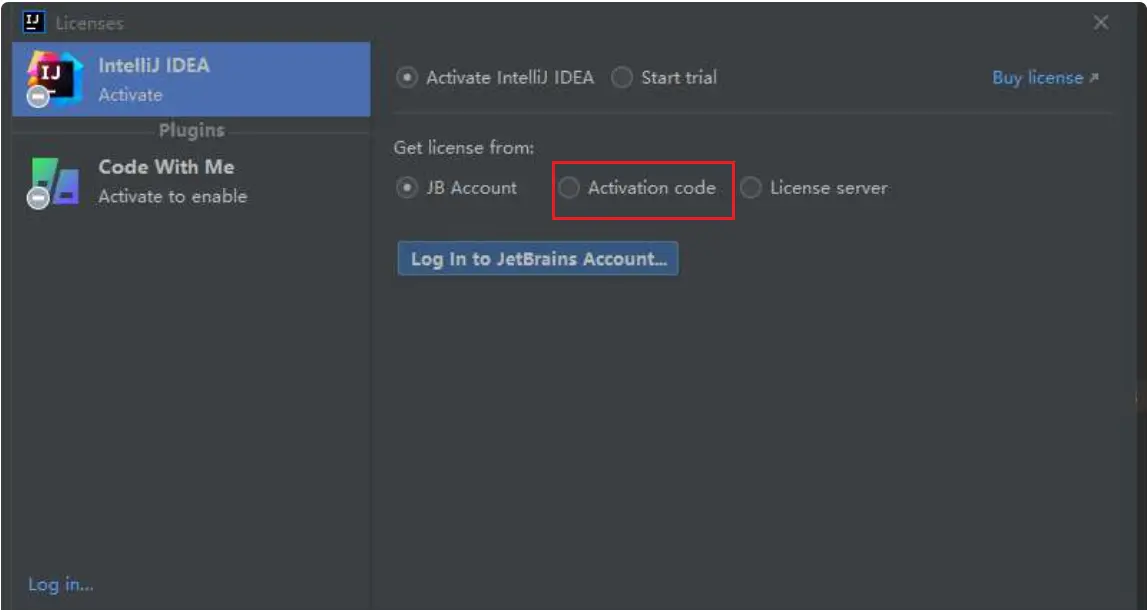 IJ Licenses
IntelliJ IDEA
Activate
IJ
Plugins
Code With Me
Activate to enable
Log in...
Activate IntelliJ IDEA Start trial Buy license
Get license from:
JB Account Activation code License server
Log In to JetBrains Account...